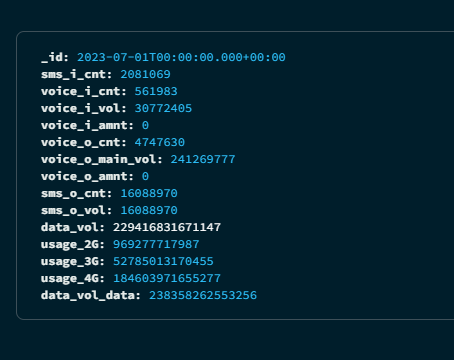 _id: 2023-07-01T00:00:00.000+00:00
sms_i_cnt: 2081069
voice_i_cnt: 561983
voice_i_vol: 30772405
voice_i_amnt: 0
voice_o_cnt: 4747630
voice_o_main_vol: 241269777
voice_o_amnt: 0
sms_o_cnt: 16088970
sms_o_vol: 16088970
data_vol: 229416831671147
usage_2G: 969277717987
usage_3G: 52785013170455
usage_4G: 184603971655277
data_vol_data: 238358262553256